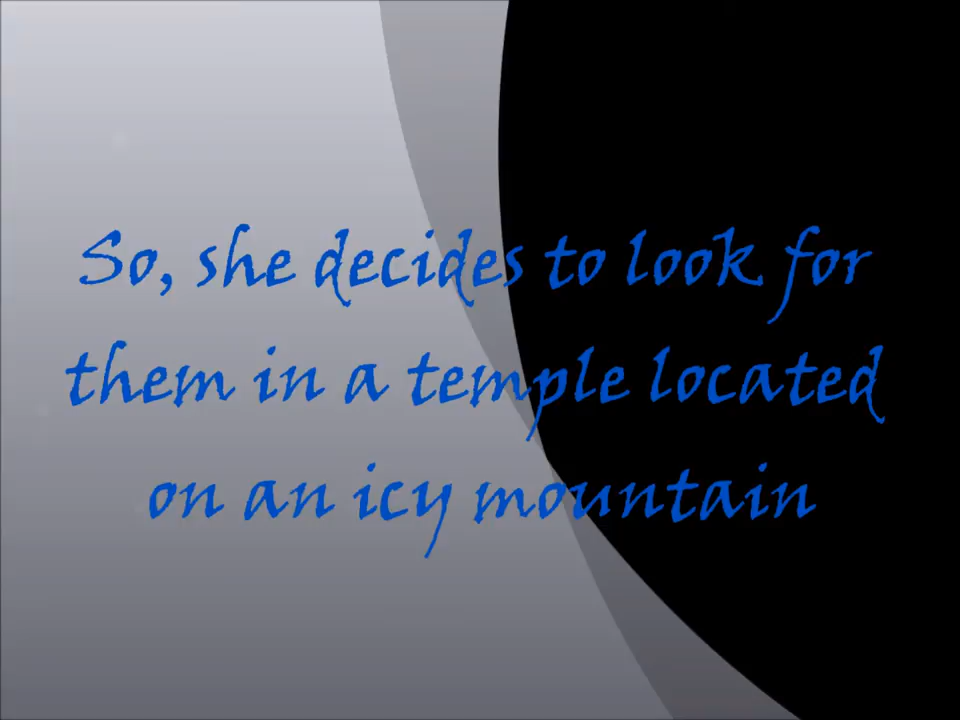 So, she decides to look for
them in a temple located
on an icy mountain